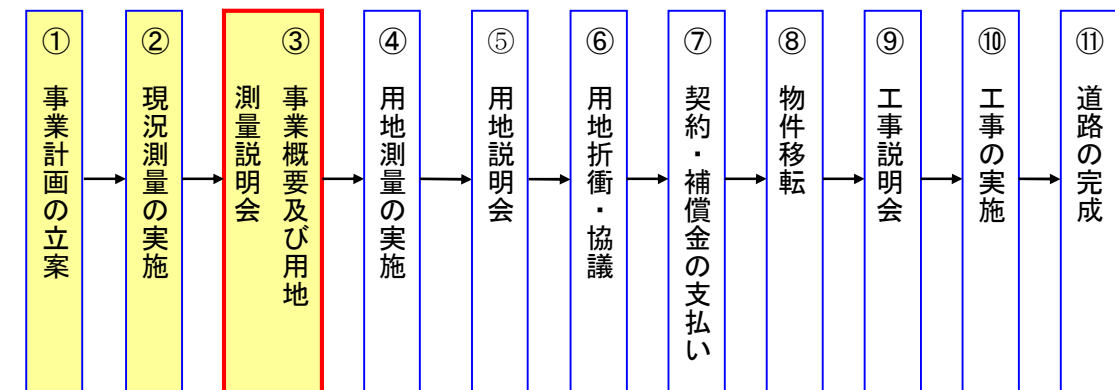 ①
事業計画の立案
②
現況測量の実施
③
事業概要及び用地
測量説明会
④
用地測量の実施
⑤
用地説明会
⑥
用地折衝・協議
⑦
契約・補償金の支払い
⑧
物件移転
⑨
工事説明会
⑩
工事の実施
⑪
道路の完成